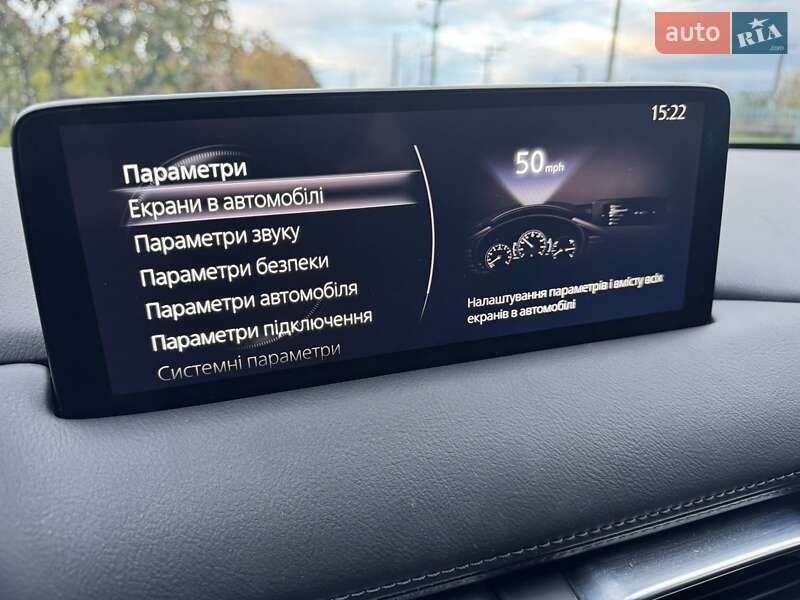 auto RIA
.com
15:22
Параметри
Екрани в автомобілі
Параметри звуку
Параметри безпеки
Параметри автомобіля
Параметри підключення
Системні параметри
50 mph
Налаштування параметрів і вмісту всіх
екранів в автомобілі